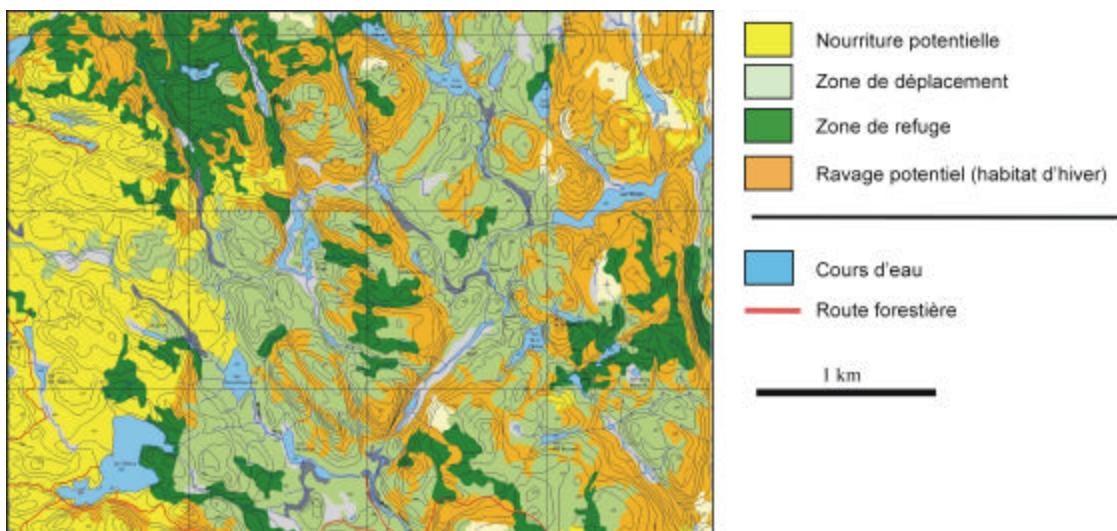 Nourriture potentielle
Zone de déplacement
Zone de refuge
Ravage potentiel (habitat d'hiver)
Cours d'eau
Route forestière
1 km